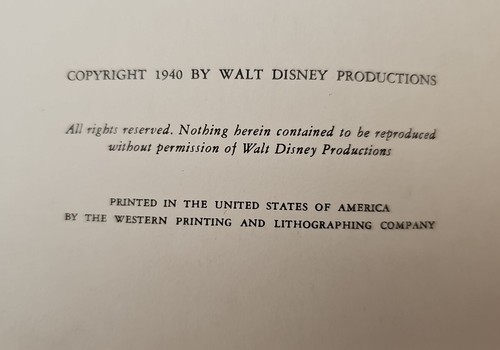 COPYRIGHT 1940 BY WALT DISNEY PRODUCTIONS
All rights reserved. Nothing herein contained to be reproduced
without permission of Walt Disney Productions
PRINTED IN THE UNITED STATES OF AMERICA
BY THE WESTERN PRINTING AND LITHOGRAPHING COMPANY